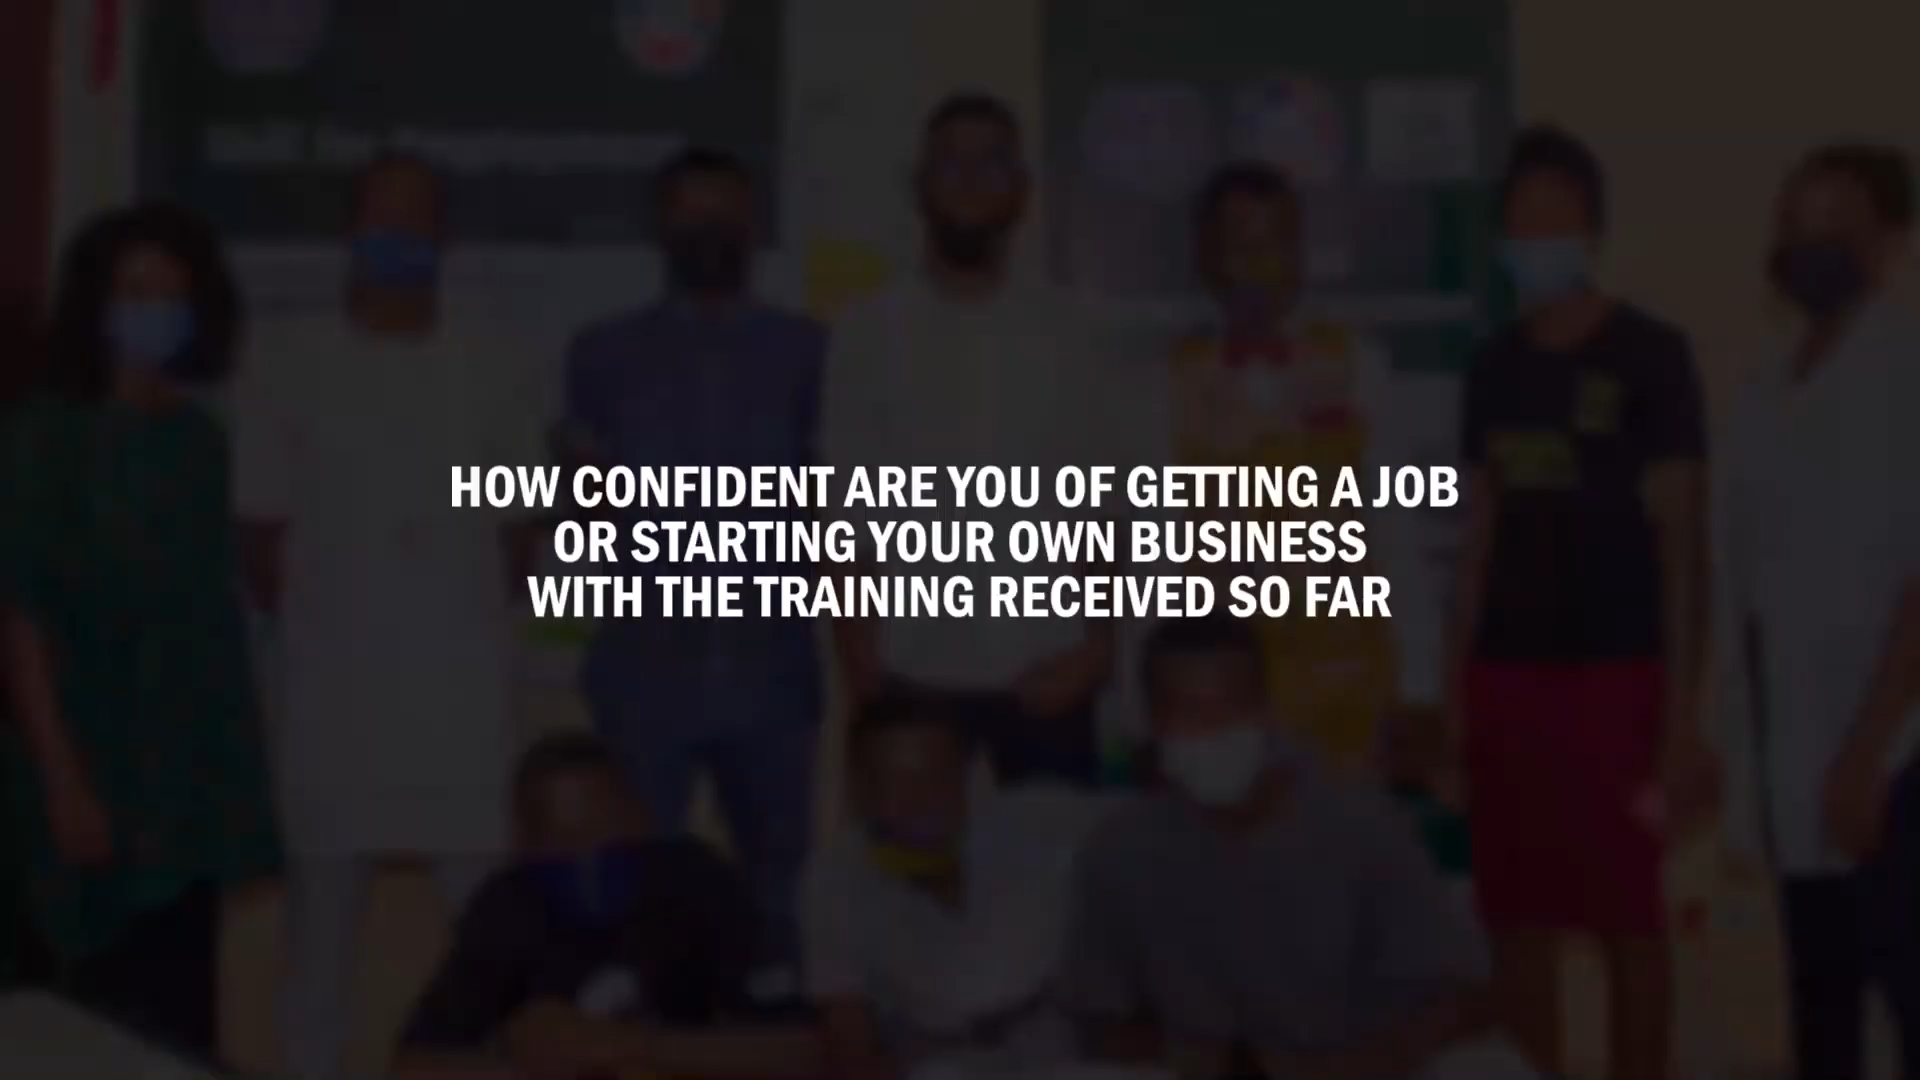 HOW CONFIDENT ARE YOU OF GETTING A JOB
OR STARTING YOUR OWN BUSINESS
WITH THE TRAINING RECEIVED SO FAR